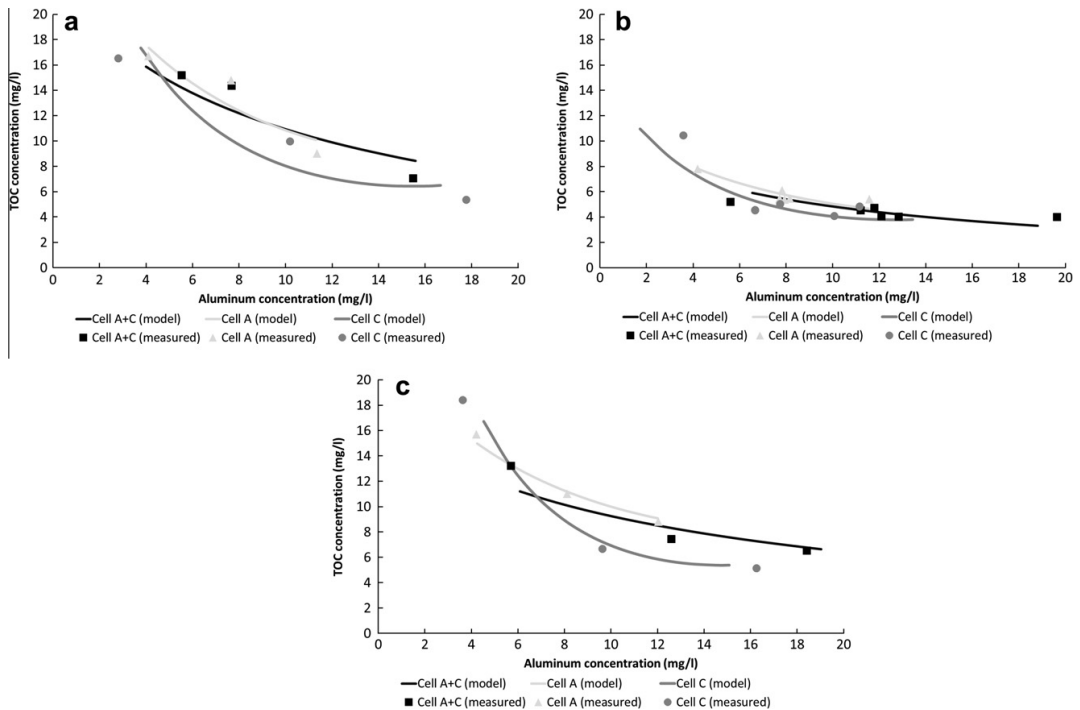 a
TOC concentration (mg/l)
20
18
16
14
12
10
8
6
4
2
0
0 2 4 6 8 10 12 14 16 18 20
Aluminum concentration (mg/l)
Cell A+C (model) Cell A (model) Cell C (model)
Cell A+C (measured) Cell A (measured) Cell C (measured)
b
TOC concentration (mg/l)
20
18
16
14
12
10
8
6
4
2
0
0 2 4 6 8 10 12 14 16 18 20
Aluminum concentration (mg/l)
Cell A+C (model) Cell A (model) Cell C (model)
Cell A+C (measured) Cell A (measured) Cell C (measured)
c
TOC concentration (mg/l)
20
18
16
14
12
10
8
6
4
2
0
0 2 4 6 8 10 12 14 16 18 20
Aluminum concentration (mg/l)
Cell A+C (model) Cell A (model) Cell C (model)
Cell A+C (measured) Cell A (measured) Cell C (measured)